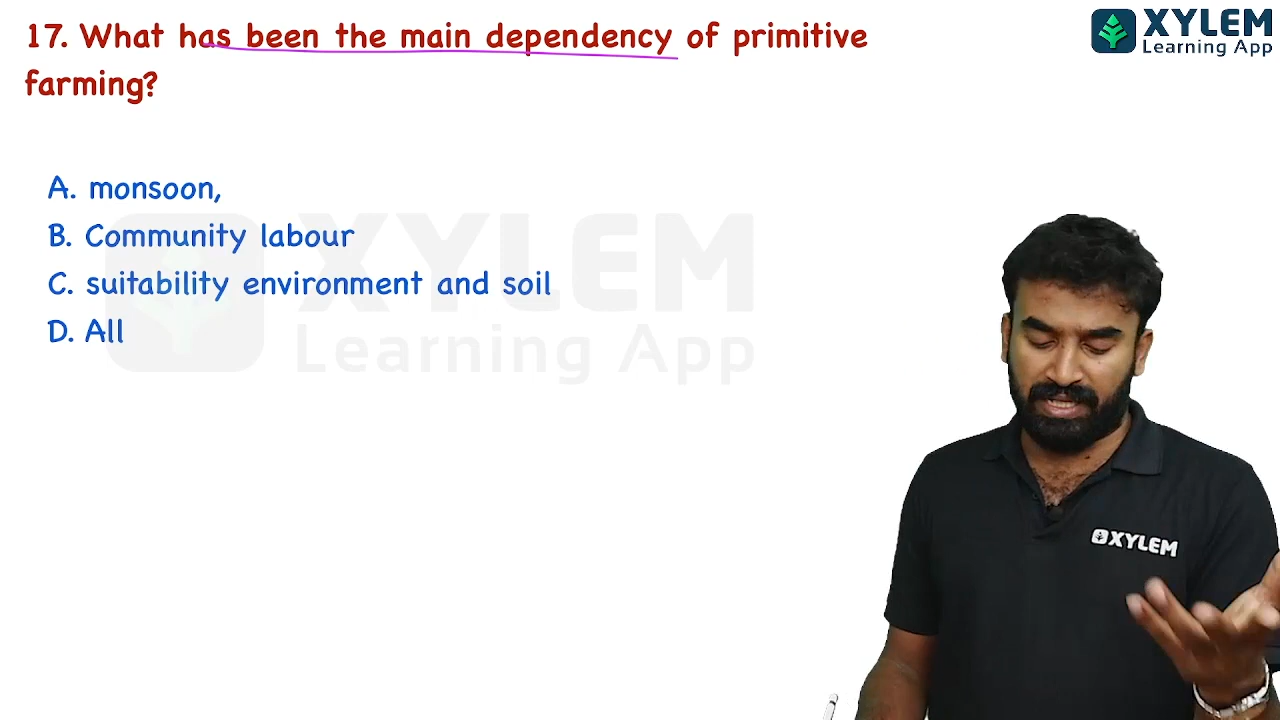 17. What has been the main dependency of primitive
farming?
XYLEM
Learning App
A. monsoon,
B. Community labour
C. suitability environment and soil
D. All
XYLEM
Learning App
XYLEM